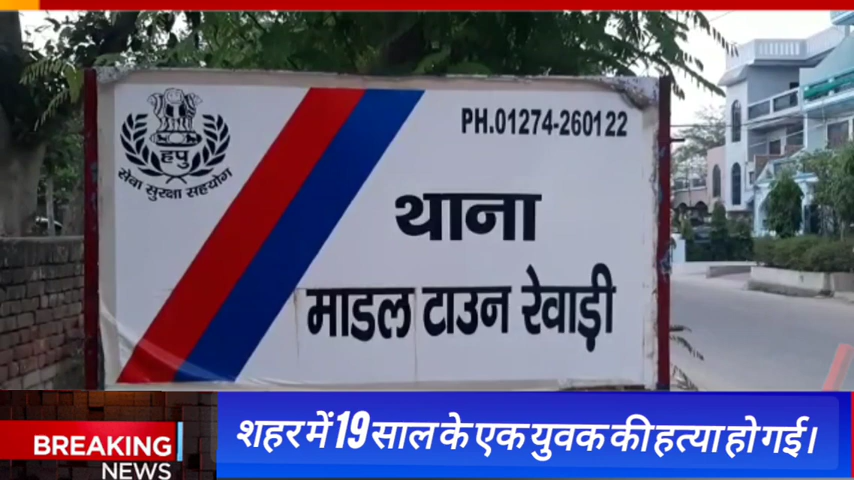 PH.01274-260122
हपु
सेवा सुरक्षा सहयोग
थाना
माडल टाउन रेवाड़ी
BREAKING
NEWS
शहर में 19 साल के एक युवक की हत्या हो गई।